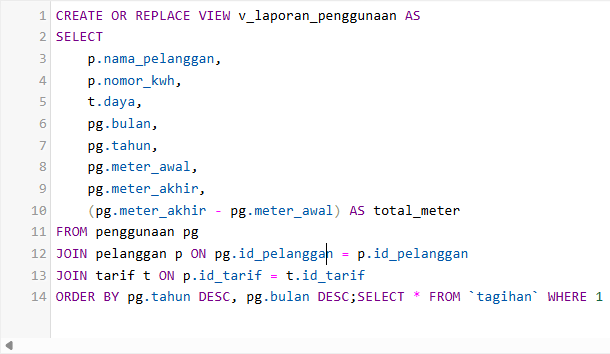 1 CREATE OR REPLACE VIEW v_laporan_penggunaan AS
2 SELECT
3     p.nama_pelanggan,
4     p.nomor_kwh,
5     t.daya,
6     pg.bulan,
7     pg.tahun,
8     pg.meter_awal,
9     pg.meter_akhir,
10     (pg.meter_akhir - pg.meter_awal) AS total_meter
11 FROM penggunaan pg
12 JOIN pelanggan p ON pg.id_pelanggan = p.id_pelanggan
13 JOIN tarif t ON p.id_tarif = t.id_tarif
14 ORDER BY pg.tahun DESC, pg.bulan DESC;SELECT * FROM `tagihan` WHERE 1